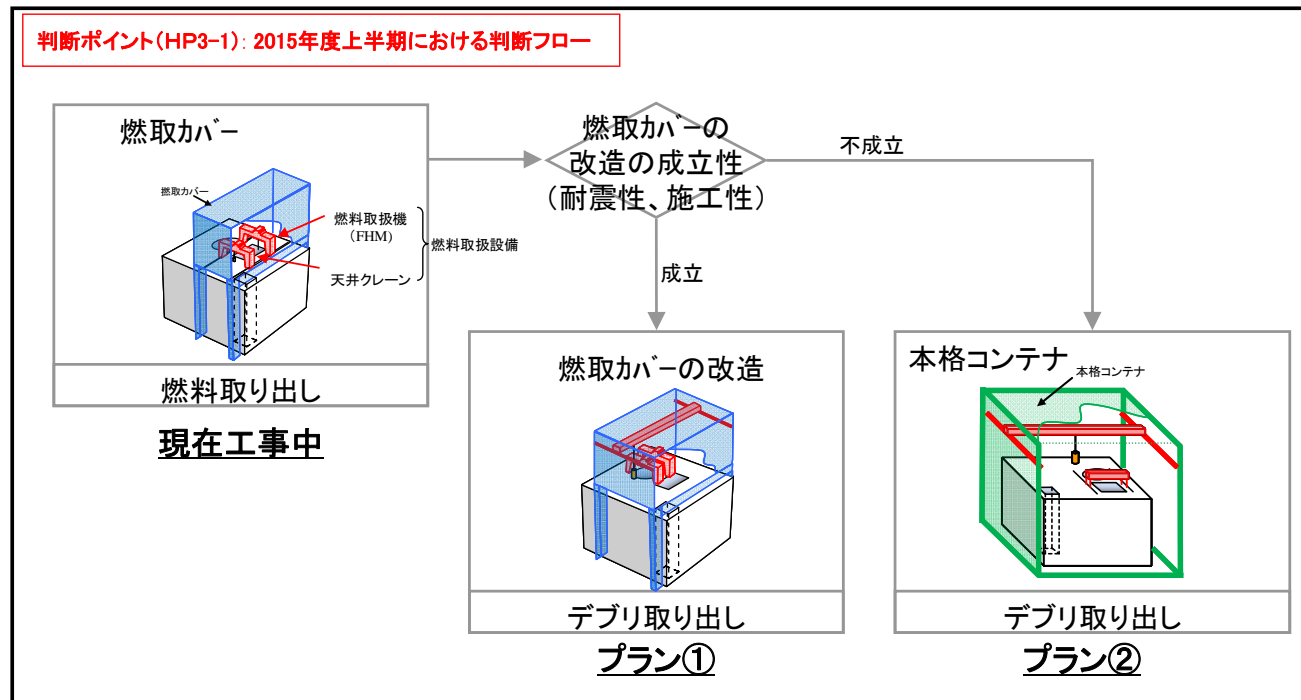 判断ポイント(HP3-1): 2015年度上半期における判断フロー
燃取カバー
燃取カバー
燃料取扱機
(FHM)
燃料取扱設備
天井クレーン
燃料取り出し
現在工事中
燃取カバーの
改造の成立性
(耐震性、施工性)
不成立
成立
燃取カバーの改造
デブリ取り出し
プラン①
本格コンテナ
本格コンテナ
デブリ取り出し
プラン②